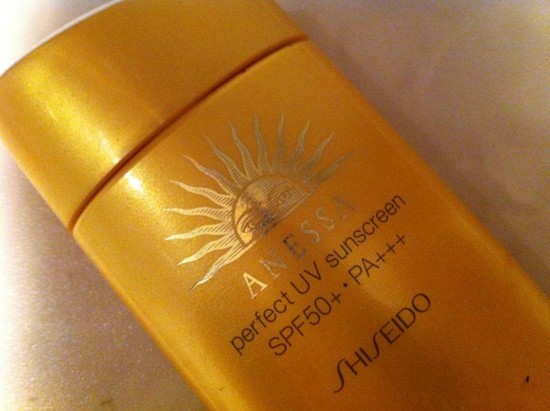 ANESSA
perfect UV sunscreen
SPF50+・PA+++
SHISEIDO